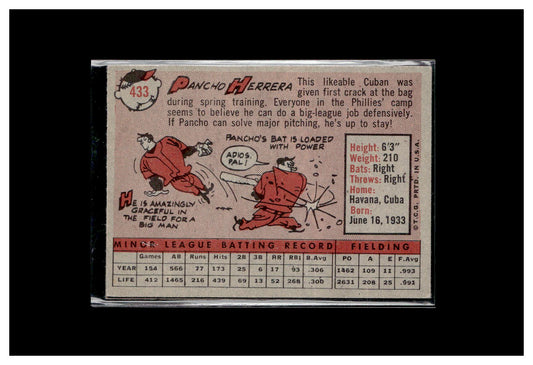 433
PANCHO HERRERA
This likeable Cuban was
given first crack at the bag
during spring training. Everyone in the Phillies' camp
seems to believe he can do a big-league job defensively.
If Pancho can solve major pitching, he's up to stay!
HE IS AMAZINGLY
GRACEFUL IN
THE FIELD FOR A
BIG MAN
PANCHO'S BAT IS LOADED
WITH POWER
ADIOS,
PAL!
Height: 6'3"
Weight: 210
Bats: Right
Throws: Right
Home:
Havana, Cuba
Born:
June 16, 1933
© T.C.G. PRTD. IN U.S.A.
MINOR LEAGUE BATTING RECORD FIELDING
Games AB Runs Hits 2B 3B HR RBI B.Avg PO A E F.Avg
YEAR 154 566 77 173 25 6 17 93 .306 1462 109 11 .993
LIFE 412 1465 216 439 69 13 52 268 .300 2631 208 25 .991